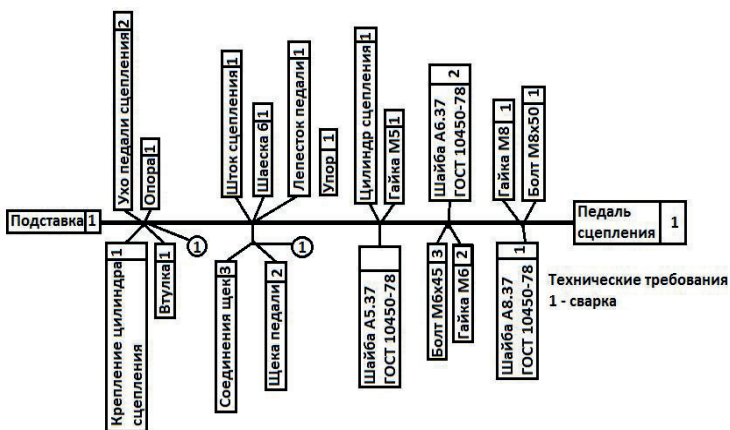 Подставка 1
Ухо педали сцепления 2
Опора 1
Крепление цилиндра
сцепления 1
Втулка 1
1
Шток сцепления 1
Шаеска 6 1
Лепесток педали 1
Соединения щек 3
Щека педали 2
1
Упор 1
Цилиндр сцепления 1
Гайка М5 1
Шайба А5.37
ГОСТ 10450-78
Шайба А6.37
ГОСТ 10450-78 2
Болт М6х45 3
Гайка М6 2
Гайка М8 1
Болт М8х50 1
Шайба А8.37
ГОСТ 10450-78 1
Педаль
сцепления 1
Технические требования
1 - сварка